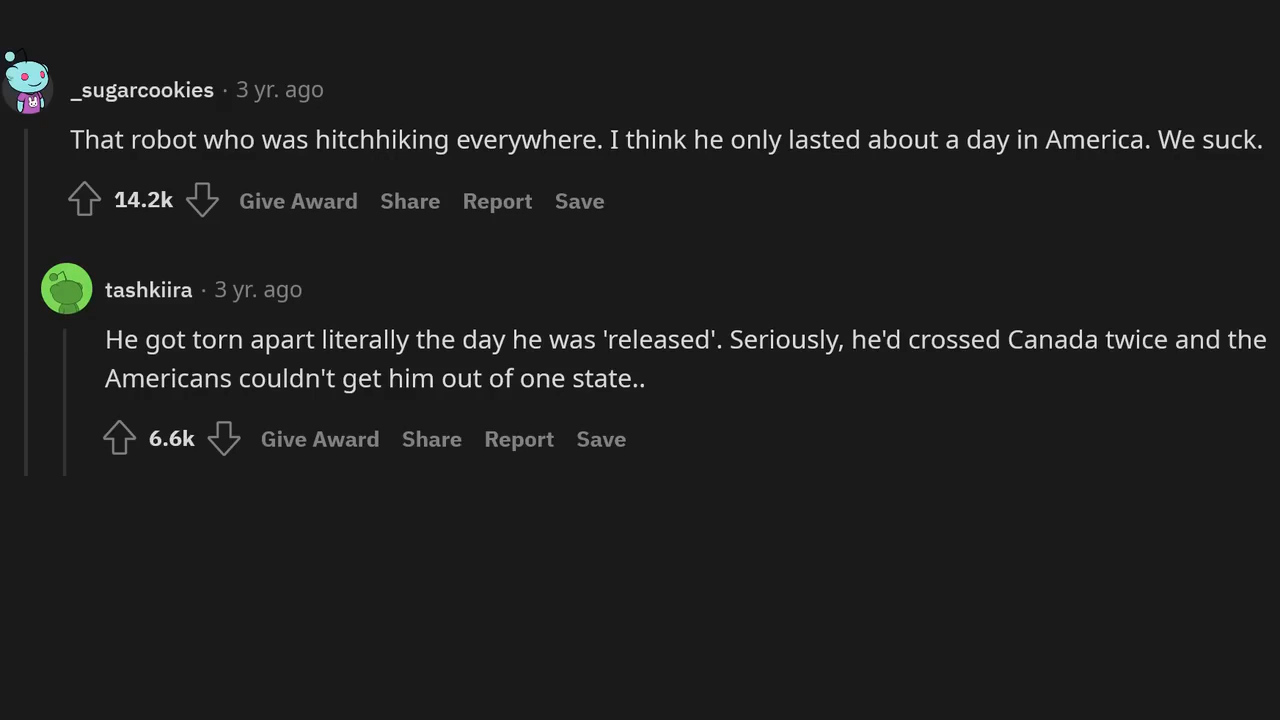 _sugarcookies · 3 yr. ago
That robot who was hitchhiking everywhere. I think he only lasted about a day in America. We suck.
14.2k Give Award Share Report Save
tashkiira · 3 yr. ago
He got torn apart literally the day he was 'released'. Seriously, he'd crossed Canada twice and the
Americans couldn't get him out of one state..
6.6k Give Award Share Report Save